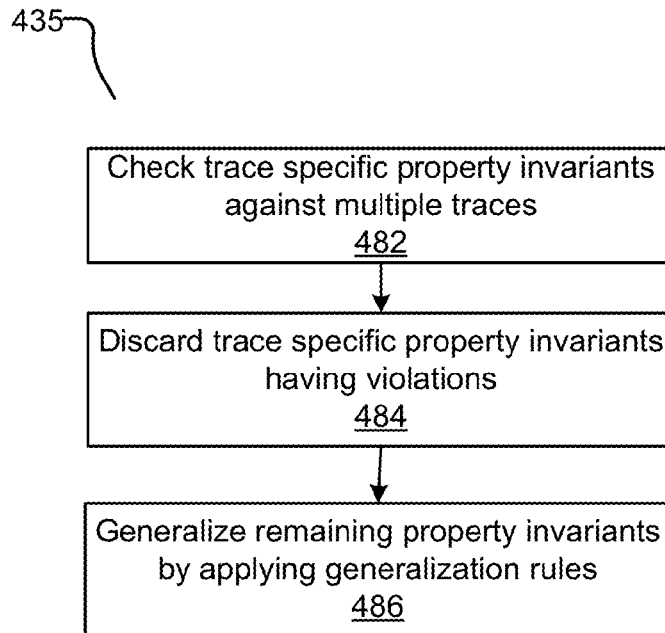 435
Check trace specific property invariants
against multiple traces
482
Discard trace specific property invariants
having violations
484
Generalize remaining property invariants
by applying generalization rules
486